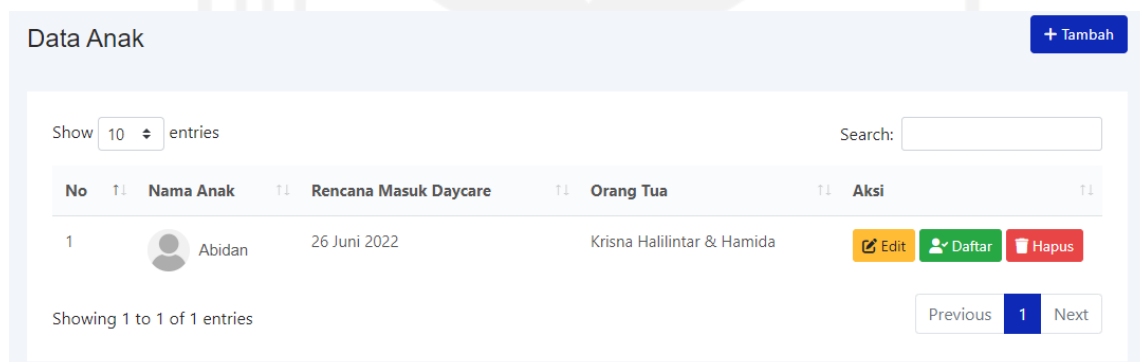 Data Anak
+ Tambah
Show 10 entries
Search:
No Nama Anak Rencana Masuk Daycare Orang Tua Aksi
1 Abidan 26 Juni 2022 Krisna Halilintar & Hamida Edit Daftar Hapus
Showing 1 to 1 of 1 entries
Previous 1 Next